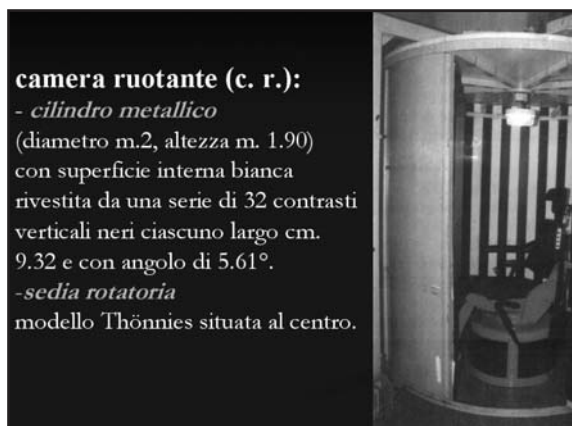 camera ruotante (c. r.):
- cilindro metallico
(diametro m.2, altezza m. 1.90)
con superficie interna bianca
rivestita da una serie di 32 contrasti
verticali neri ciascuno largo cm.
9.32 e con angolo di 5.61°.
-sedia rotatoria
modello Thönnies situata al centro.